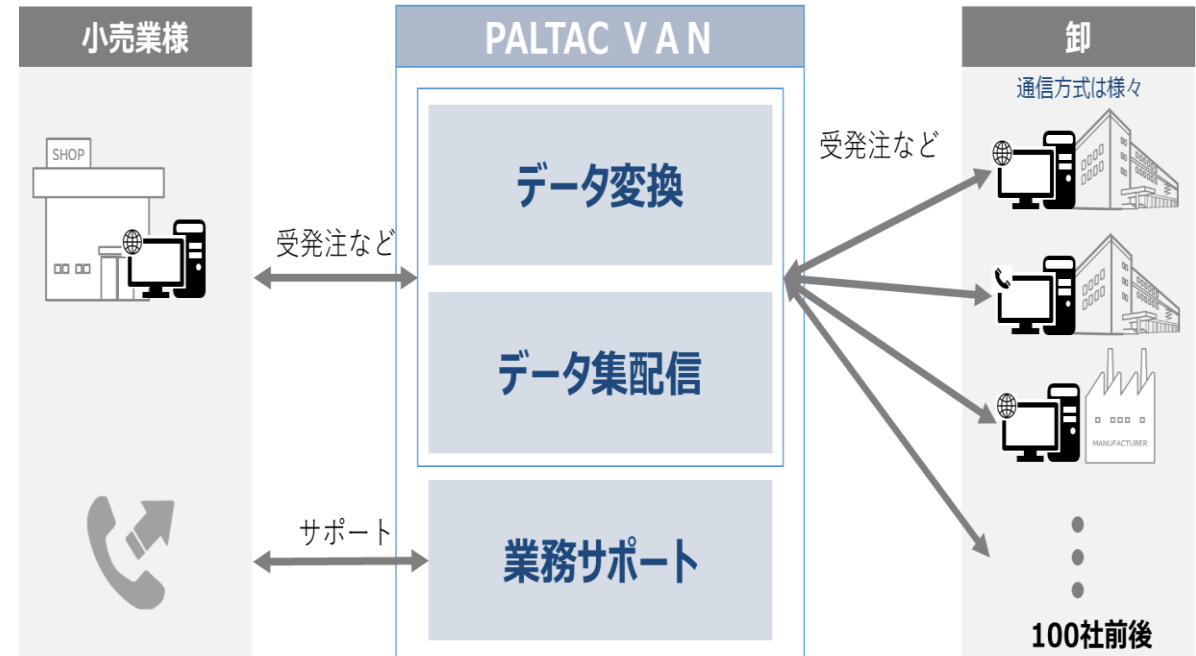 小売業様
SHOP
受発注など
サポート
PALTAC VAN
データ変換
データ集配信
業務サポート
受発注など
卸
通信方式は様々
MANUFACTURER
100社前後